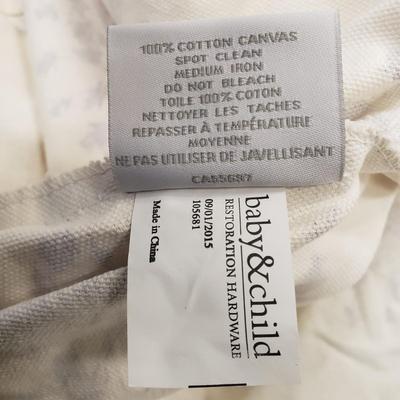 100% COTTON CANVAS
SPOT CLEAN
MEDIUM IRON
DO NOT BLEACH
TOILE 100% COTON
NETTOYER LES TACHES
REPASSER À TEMPÉRATURE
MOYENNE
NE PAS UTILISER DE JAVELLISANT
CA55697
baby&child
RESTORATION HARDWARE
09/01/2015
105681
Made in China